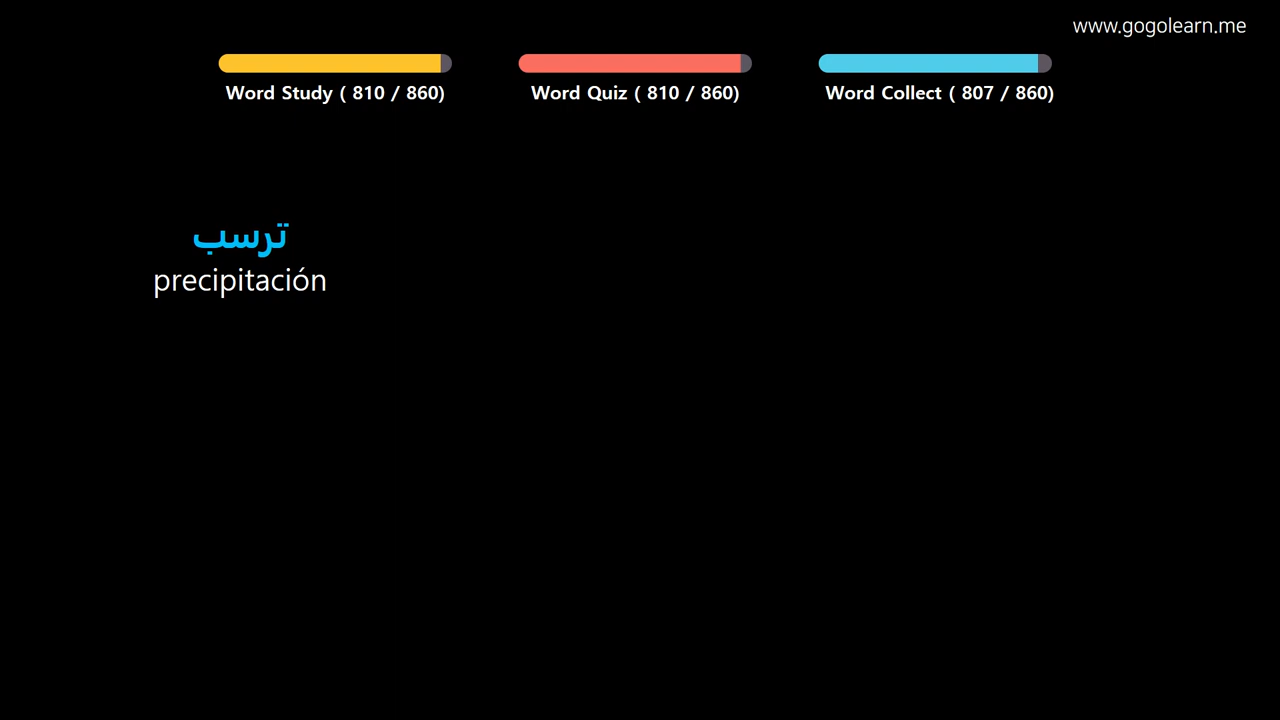 www.gogolearn.me
Word Study ( 810 / 860)
Word Quiz ( 810 / 860)
Word Collect ( 807 / 860)
ترسب
precipitación